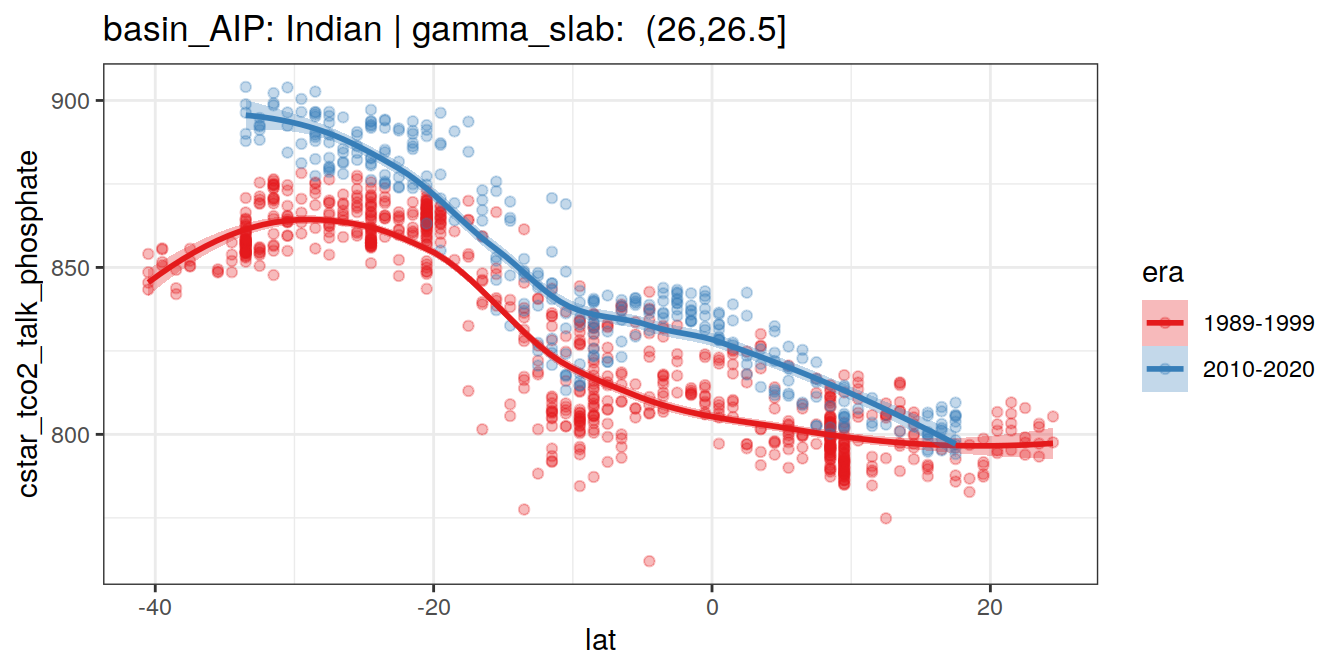 basin_AIP: Indian | gamma_slab:  (26,26.5]
cstar_tco2_talk_phosphate
900
850
800
-40
-20
0
20
lat
era
1989-1999
2010-2020